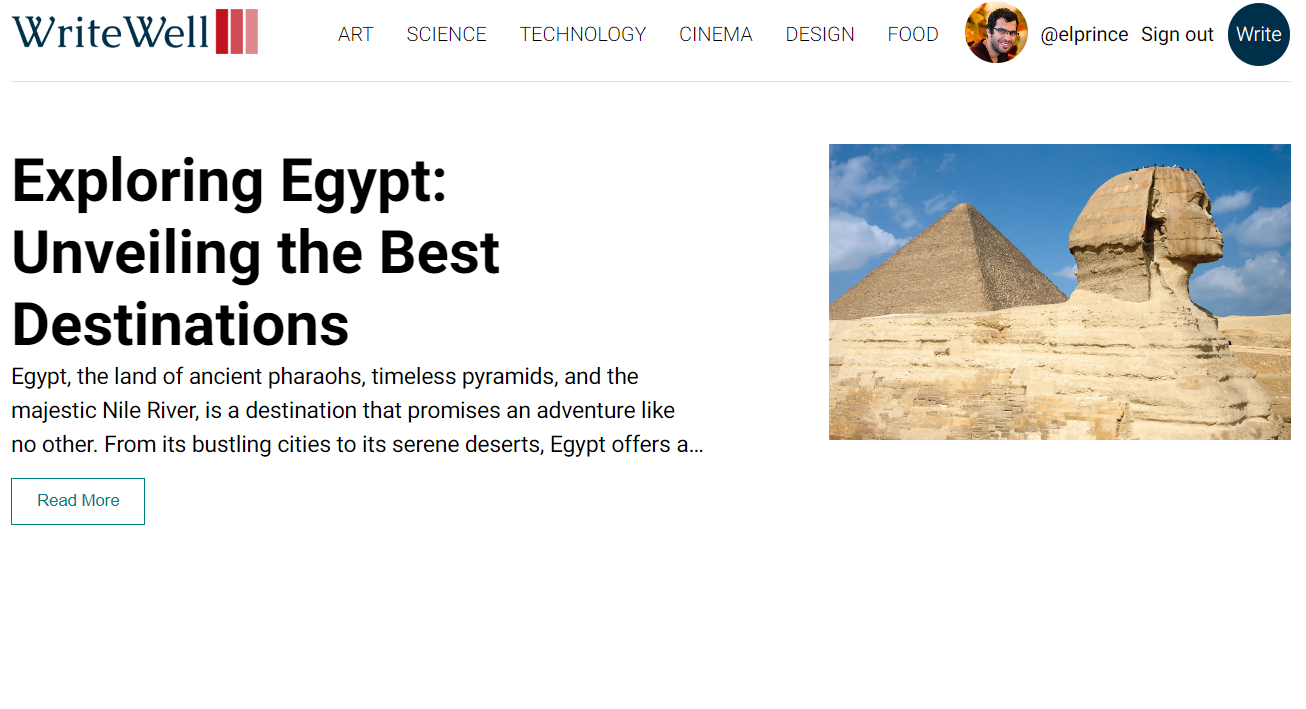 WriteWell
ART SCIENCE TECHNOLOGY CINEMA DESIGN FOOD @elprince Sign out Write
Exploring Egypt:
Unveiling the Best
Destinations
Egypt, the land of ancient pharaohs, timeless pyramids, and the
majestic Nile River, is a destination that promises an adventure like
no other. From its bustling cities to its serene deserts, Egypt offers a...
Read More